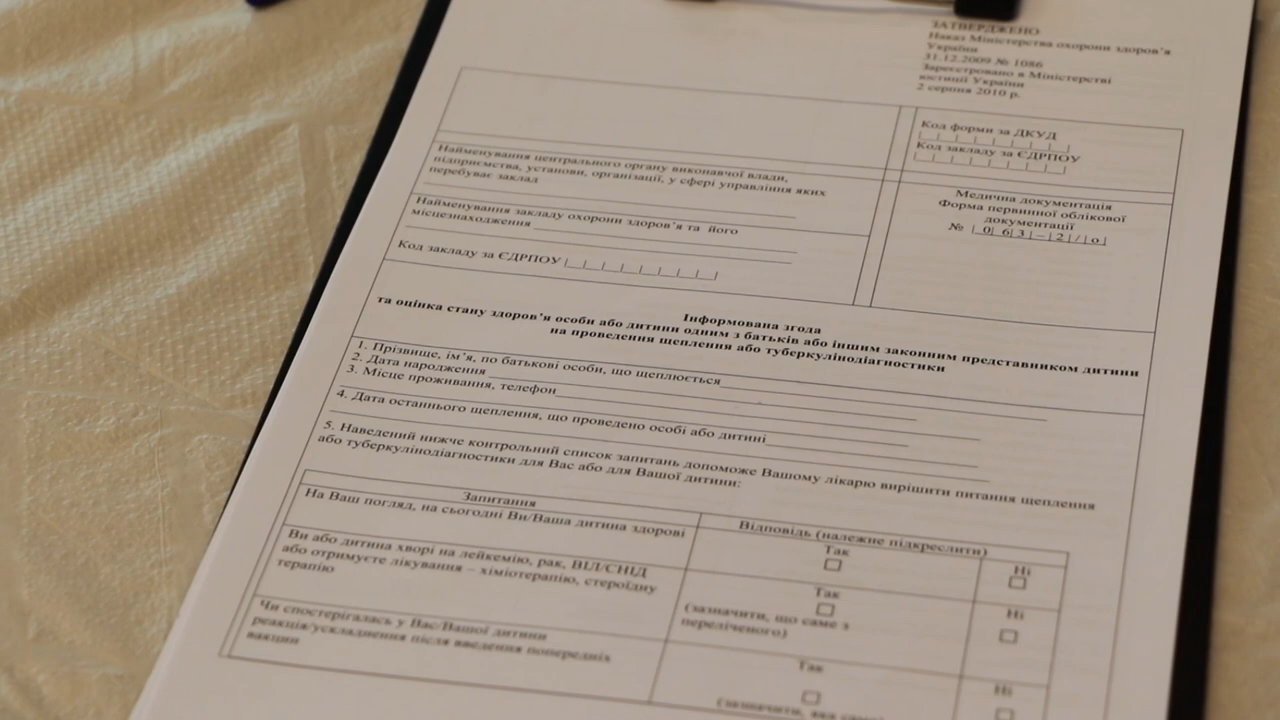 ЗАТВЕРДЖЕНО
Наказ Міністерства охорони здоров'я
України
31.12.2009 № 1086
Зареєстровано в Міністерстві
юстиції України
2 серпня 2010 р.
Код форми за ДКУД
Код закладу за ЄДРПОУ
Найменування центрального органу виконавчої влади,
підприємства, установи, організації, у сфері управління яких
перебуває заклад
Найменування закладу охорони здоров'я та його
місцезнаходження
Код закладу за ЄДРПОУ
Медична документація
Форма первинної облікової
документації
№ |_0|_6|3|–|2|/|о|
Інформована згода
та оцінка стану здоров'я особи або дитини одним з батьків або іншим законним представником дитини
на проведення щеплення або туберкулінодіагностики
1. Прізвище, ім'я, по батькові особи, що щеплюється
2. Дата народження
3. Місце проживання, телефон
4. Дата останнього щеплення, що проведено особі або дитині
5. Наведений нижче контрольний список запитань допоможе Вашому лікарю вирішити питання щеплення
або туберкулінодіагностики для Вас або для Вашої дитини:
Запитання
Відповідь (належне підкреслити)
На Ваш погляд, на сьогодні Ви/Ваша дитина здорові
Так
Ні
Ви або дитина хворі на лейкемію, рак, ВІЛ/СНІД
або отримуєте лікування – хіміотерапію, стероїдну
терапію
Так
(зазначити, що саме з
переліченого)
Ні
Чи спостерігалась у Вас/Вашої дитини
реакція/ускладнення після введення попередніх
вакцин
Так
Ні